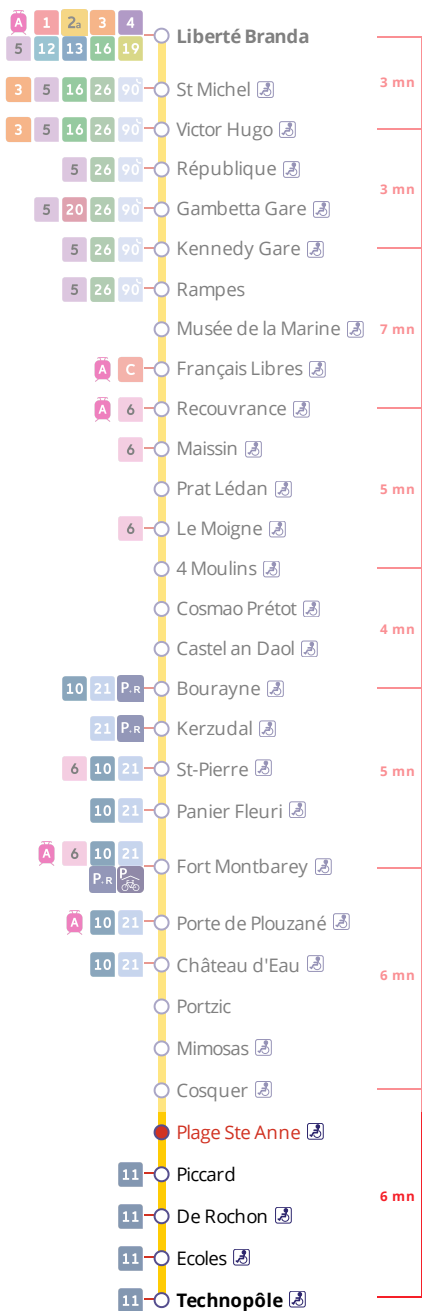 A 1 2a 3 4
5 12 13 16 19
Liberté Branda
3 5 16 26 90 St Michel
3 mn
3 5 16 26 90 Victor Hugo
5 26 90 République
3 mn
5 20 26 90 Gambetta Gare
5 26 90 Kennedy Gare
5 26 90 Rampes
Musée de la Marine
7 mn
A C Français Libres
A 6 Recouvrance
6 Maissin
Prat Lédan
5 mn
6 Le Moigne
4 Moulins
Cosmao Prétot
4 mn
Castel an Daol
10 21 P.R Bourayne
21 P.R Kerzudal
6 10 21 St-Pierre
5 mn
10 21 Panier Fleuri
A 6 10 21
P.R P
Fort Montbarey
A 10 21 Porte de Plouzané
10 21 Château d'Eau
6 mn
Portzic
Mimosas
Cosquer
Plage Ste Anne
11 Piccard
6 mn
11 De Rochon
11 Ecoles
11 Technopôle